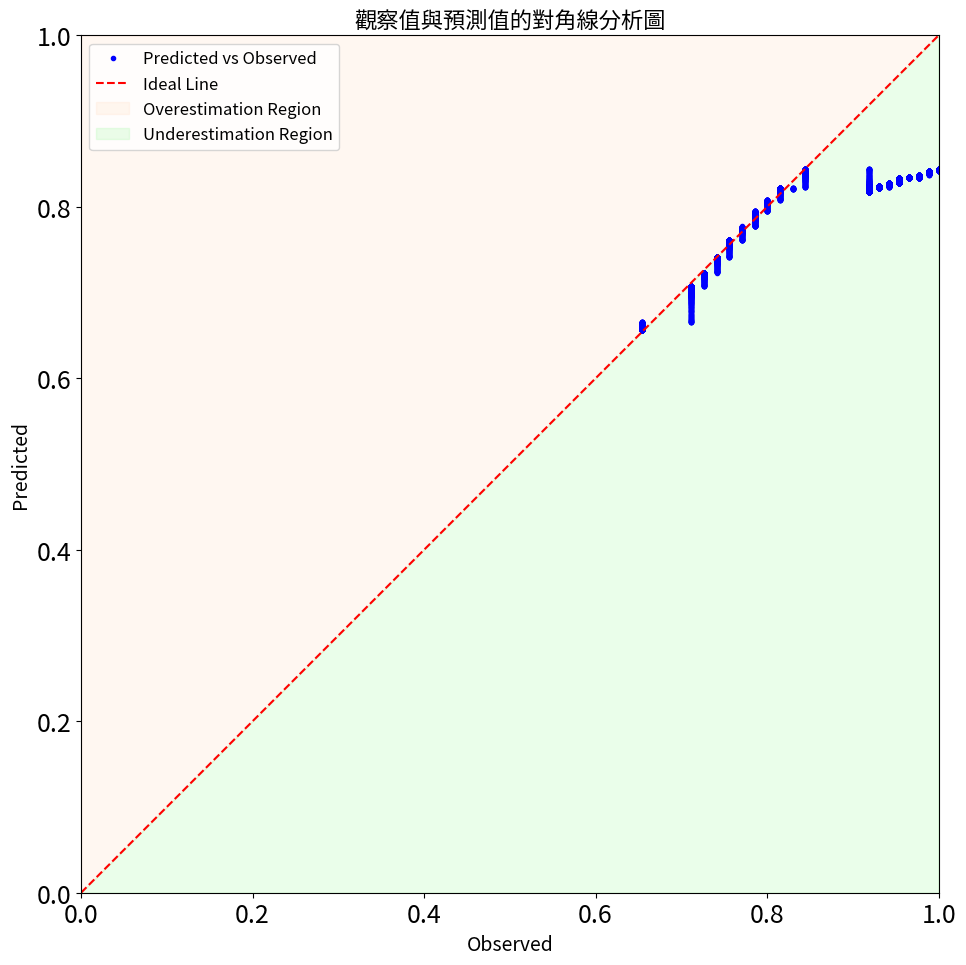 觀察值與預測值的對角線分析圖
Predicted vs Observed
Ideal Line
Overestimation Region
Underestimation Region
1.0
0.8
0.6
0.4
0.2
0.0
Predicted
0.0 0.2 0.4 0.6 0.8 1.0
Observed